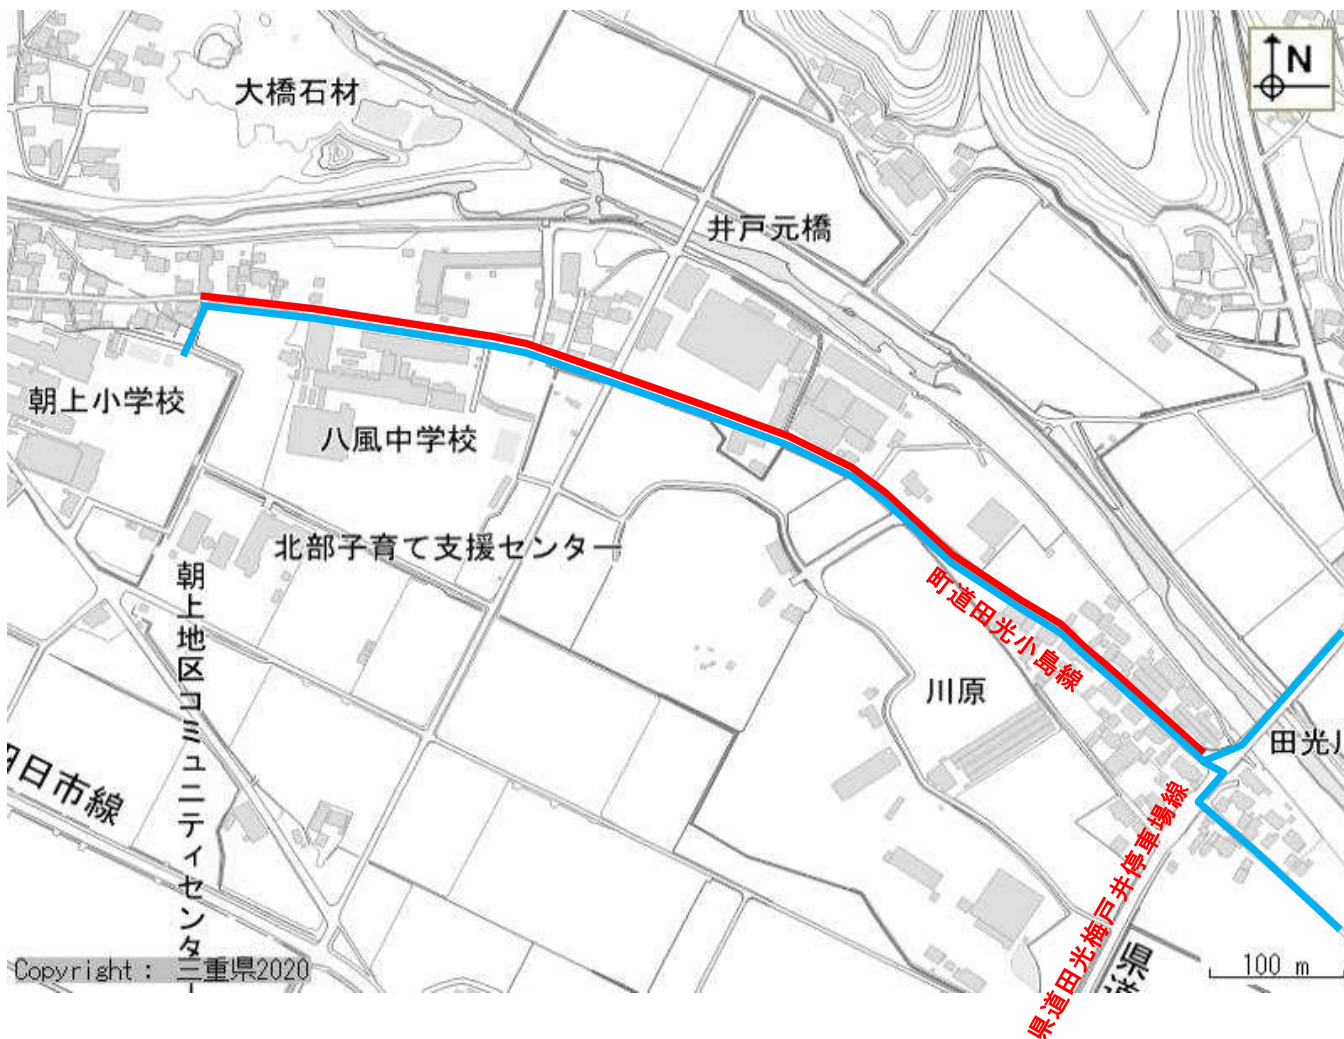 大橋石材
N
井戸元橋
朝上小学校
八風中学校
北部子育て支援センター
朝上地区コミュニティセンター
町道田光小島線
川原
田光川
日市線
県道田光梅戸井停車場線
県道
100 m
Copyright : 三重県2020